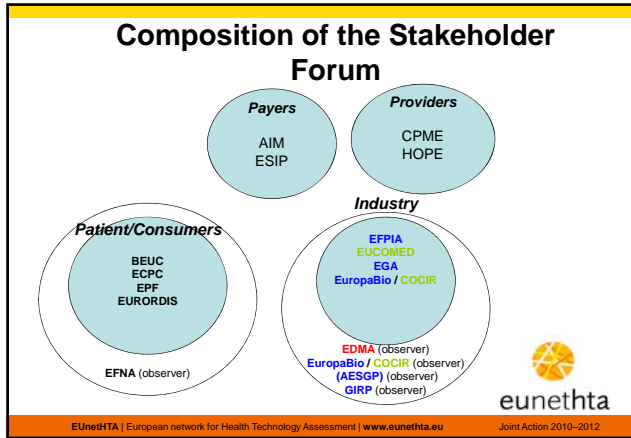 Composition of the Stakeholder
Forum
Payers
AIM
ESIP
Providers
CPME
HOPE
Patient/Consumers
BEUC
ECPC
EPF
EURORDIS
EFNA (observer)
Industry
EFPIA
EUCOMED
EGA
EuropaBio / COCIR
EDMA (observer)
EuropaBio / COCIR (observer)
(AESGP) (observer)
GIRP (observer)
eunethta
EUnetHTA | European network for Health Technology Assessment | www.eunethta.eu Joint Action 2010–2012